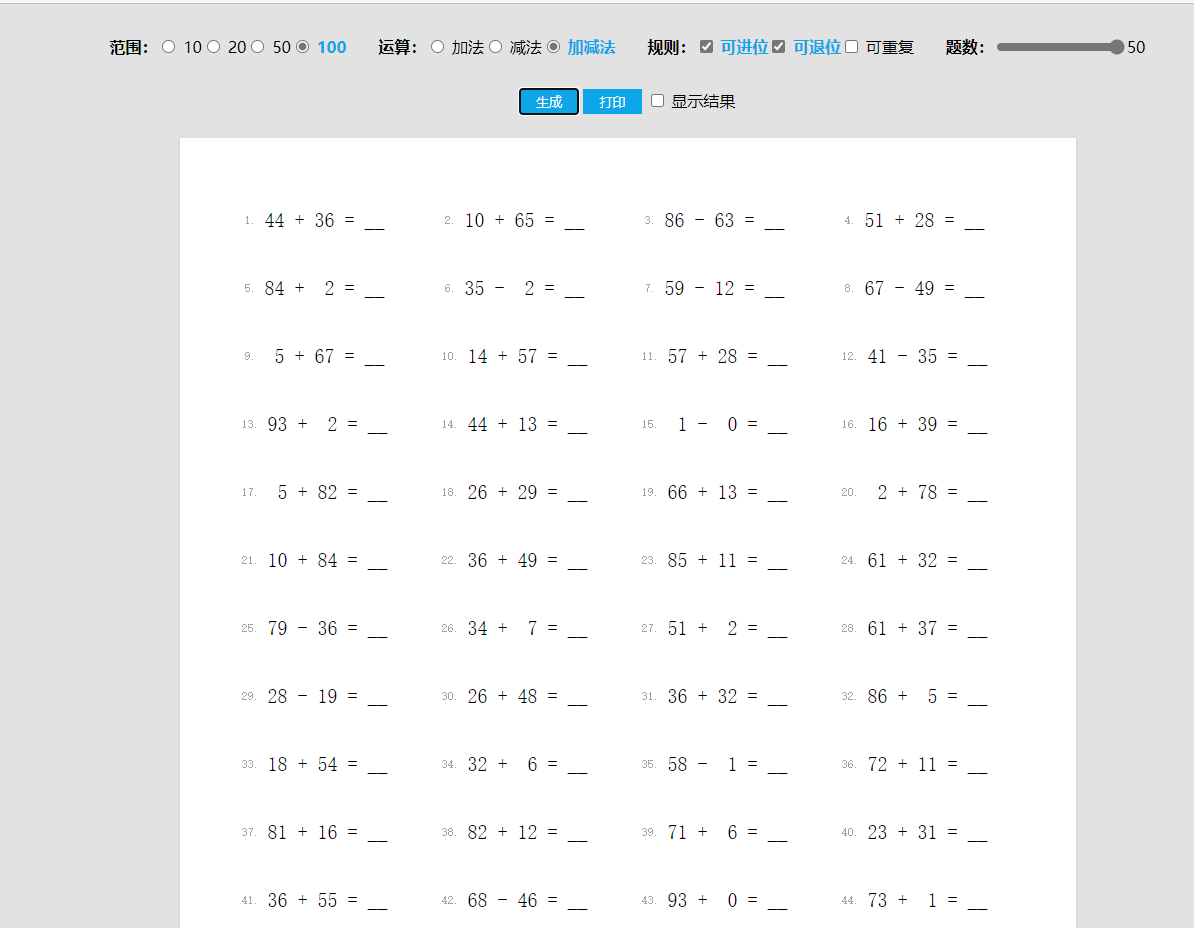 范围： 10 20 50 100 运算： 加法 减法 加减法 规则： 可进位 可退位 可重复 题数： 50
生成 打印 显示结果
1. 44 + 36 = __ 2. 10 + 65 = __ 3. 86 - 63 = __ 4. 51 + 28 = __
5. 84 + 2 = __ 6. 35 - 2 = __ 7. 59 - 12 = __ 8. 67 - 49 = __
9. 5 + 67 = __ 10. 14 + 57 = __ 11. 57 + 28 = __ 12. 41 - 35 = __
13. 93 + 2 = __ 14. 44 + 13 = __ 15. 1 - 0 = __ 16. 16 + 39 = __
17. 5 + 82 = __ 18. 26 + 29 = __ 19. 66 + 13 = __ 20. 2 + 78 = __
21. 10 + 84 = __ 22. 36 + 49 = __ 23. 85 + 11 = __ 24. 61 + 32 = __
25. 79 - 36 = __ 26. 34 + 7 = __ 27. 51 + 2 = __ 28. 61 + 37 = __
29. 28 - 19 = __ 30. 26 + 48 = __ 31. 36 + 32 = __ 32. 86 + 5 = __
33. 18 + 54 = __ 34. 32 + 6 = __ 35. 58 - 1 = __ 36. 72 + 11 = __
37. 81 + 16 = __ 38. 82 + 12 = __ 39. 71 + 6 = __ 40. 23 + 31 = __
41. 36 + 55 = __ 42. 68 - 46 = __ 43. 93 + 0 = __ 44. 73 + 1 = __